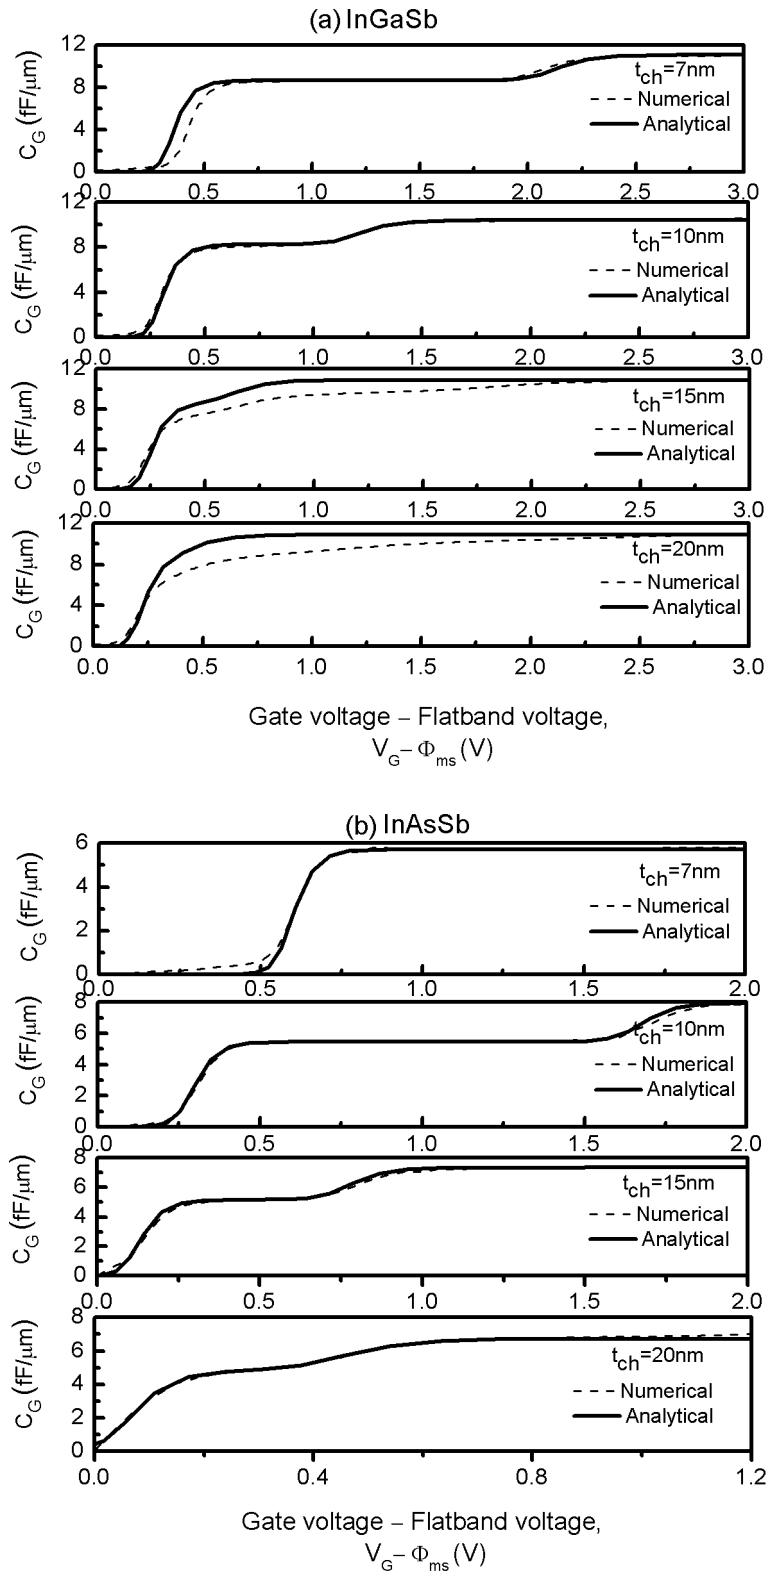 (a) InGaSb
12
8
4
0
C_G (fF/μm)
t_ch=7nm
Numerical
Analytical
0.0 0.5 1.0 1.5 2.0 2.5 3.0
12
8
4
0
C_G (fF/μm)
t_ch=10nm
Numerical
Analytical
0.0 0.5 1.0 1.5 2.0 2.5 3.0
12
8
4
0
C_G (fF/μm)
t_ch=15nm
Numerical
Analytical
0.0 0.5 1.0 1.5 2.0 2.5 3.0
12
8
4
0
C_G (fF/μm)
t_ch=20nm
Numerical
Analytical
0.0 0.5 1.0 1.5 2.0 2.5 3.0
Gate voltage – Flatband voltage,
V_G – Φ_ms (V)
(b) InAsSb
6
4
2
0
C_G (fF/μm)
t_ch=7nm
Numerical
Analytical
0.0 0.5 1.0 1.5 2.0
8
6
4
2
0
C_G (fF/μm)
t_ch=10nm
Numerical
Analytical
0.0 0.5 1.0 1.5 2.0
8
6
4
2
0
C_G (fF/μm)
t_ch=15nm
Numerical
Analytical
0.0 0.5 1.0 1.5 2.0
8
6
4
2
0
C_G (fF/μm)
t_ch=20nm
Numerical
Analytical
0.0 0.4 0.8 1.2
Gate voltage – Flatband voltage,
V_G – Φ_ms (V)